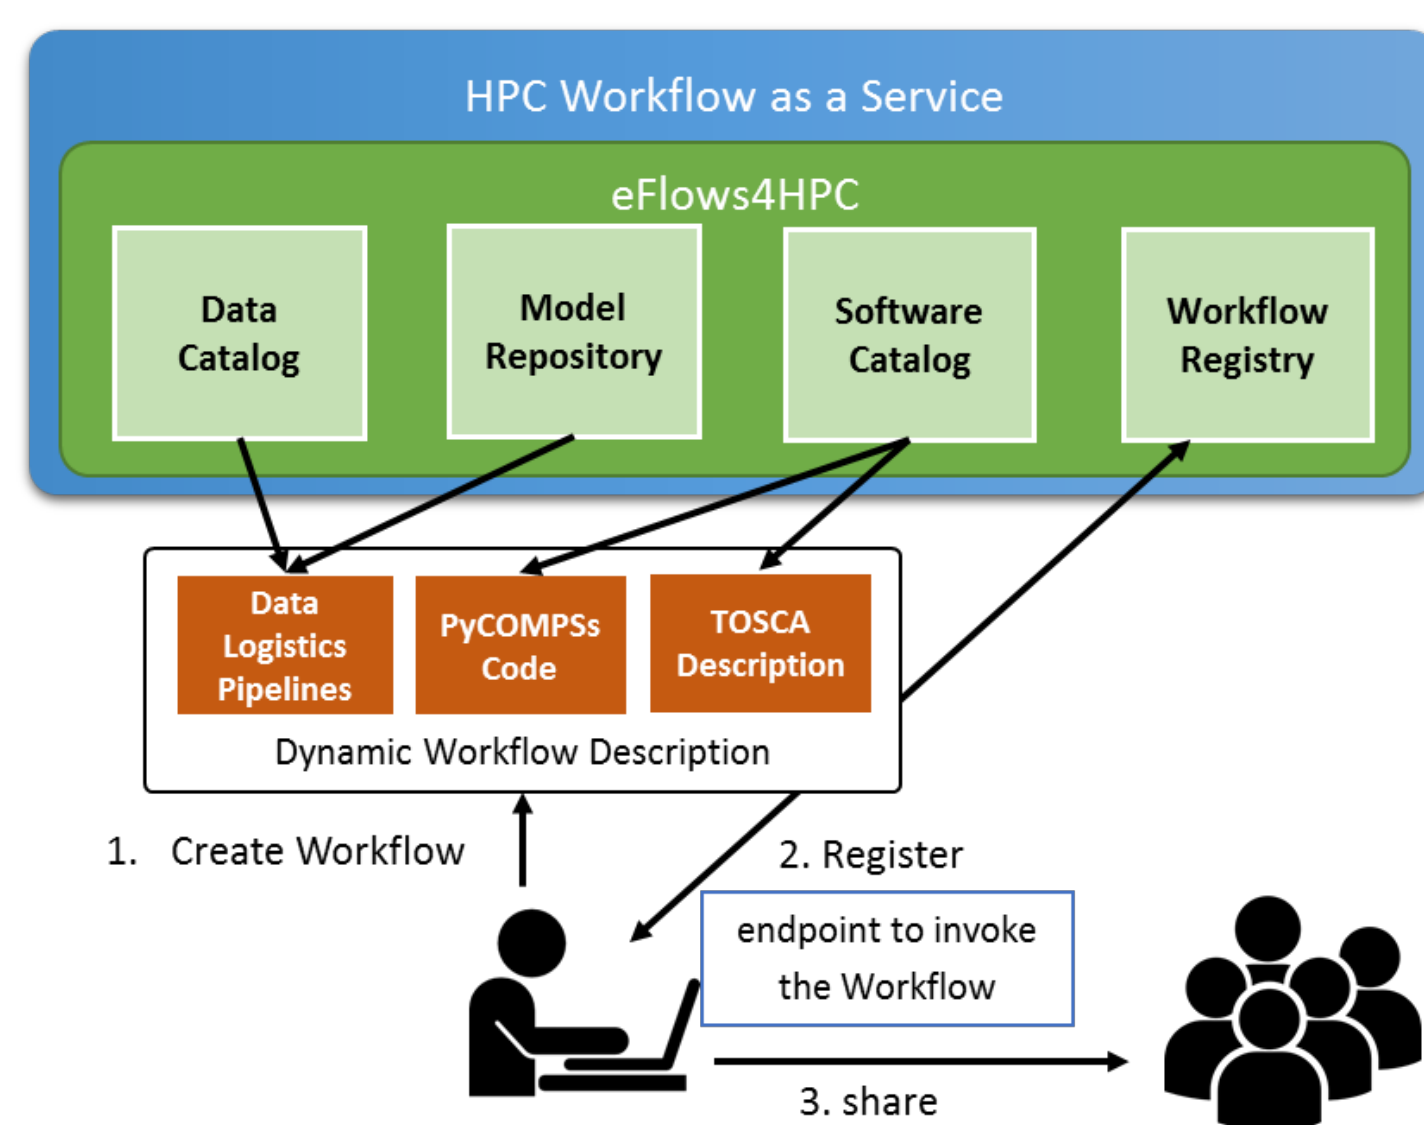 HPC Workflow as a Service
eFlows4HPC
Data
Catalog
Model
Repository
Software
Catalog
Workflow
Registry
Data
Logistics
Pipelines
PyCOMPSs
Code
TOSCA
Description
Dynamic Workflow Description
1. Create Workflow
2. Register
endpoint to invoke
the Workflow
3. share